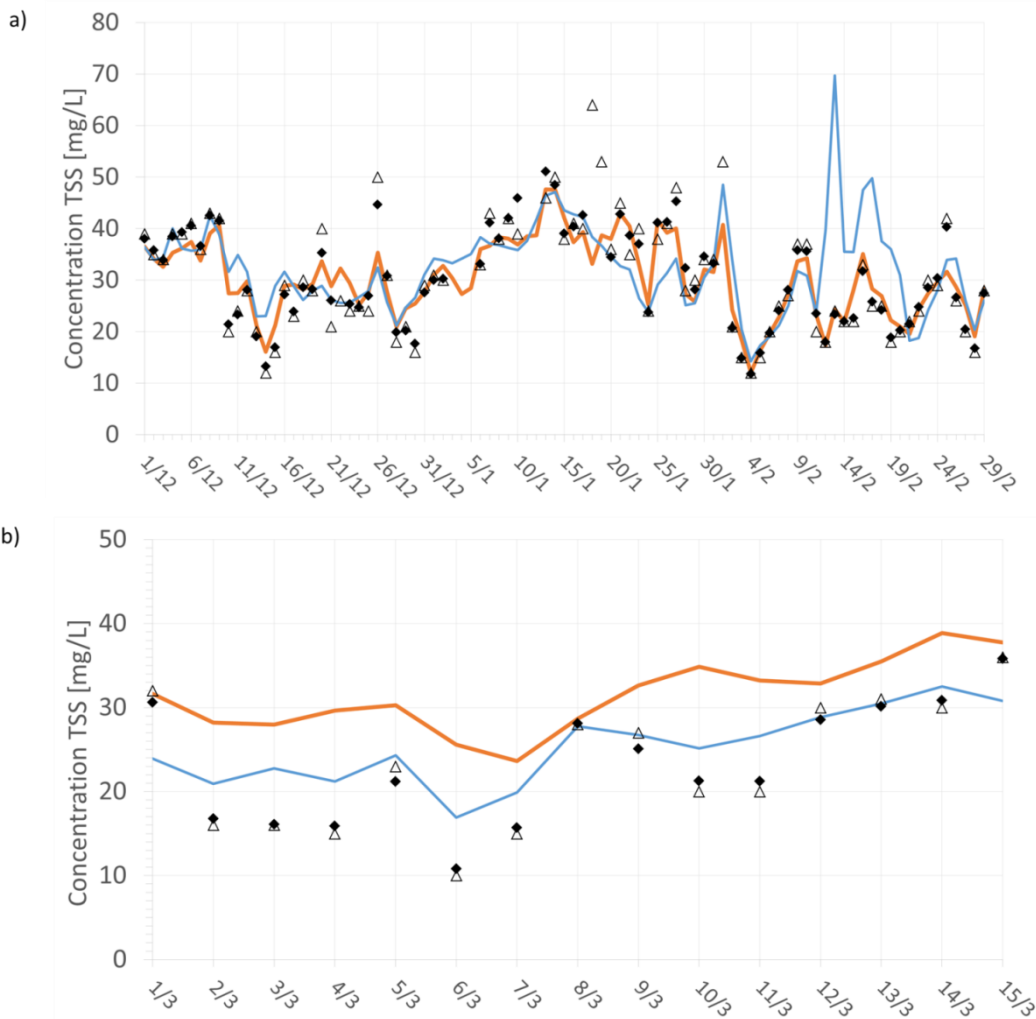 a)
Concentration TSS [mg/L]
80
70
60
50
40
30
20
10
0
1/12 6/12 11/12 16/12 21/12 26/12 31/12 5/1 10/1 15/1 20/1 25/1 30/1 4/2 9/2 14/2 19/2 24/2 29/2
b)
Concentration TSS [mg/L]
50
40
30
20
10
0
1/3 2/3 3/3 4/3 5/3 6/3 7/3 8/3 9/3 10/3 11/3 12/3 13/3 14/3 15/3